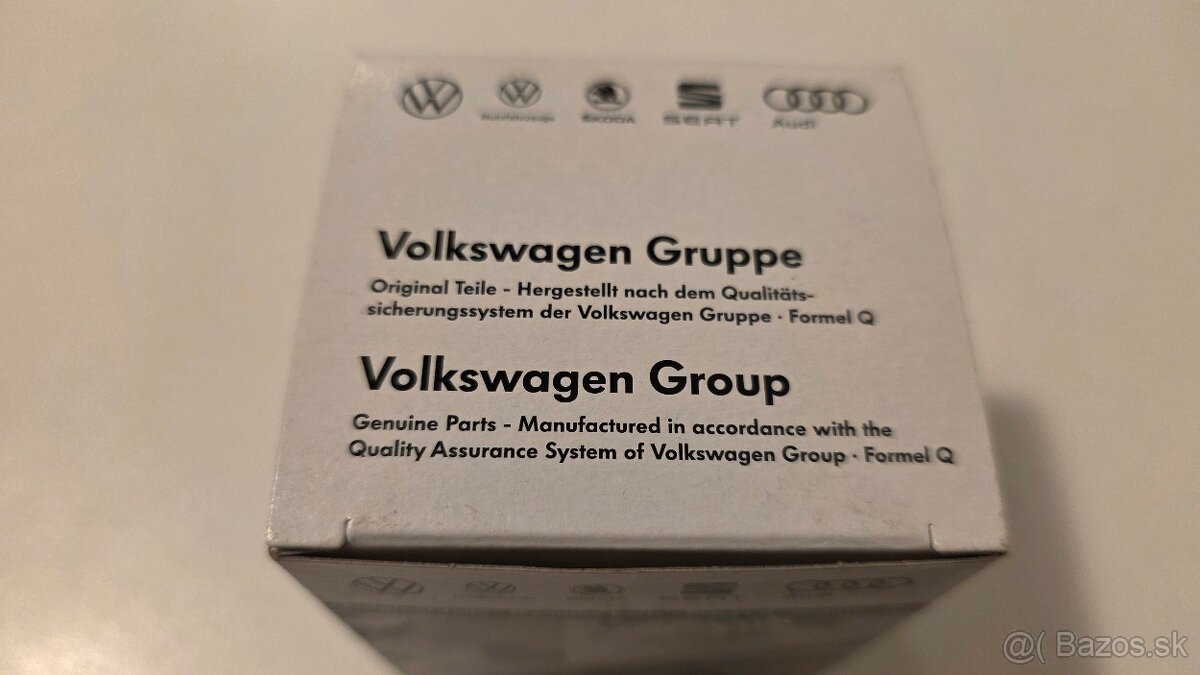 Nutzfahrzeuge ŠKODA SEAT Audi
Volkswagen Gruppe
Original Teile - Hergestellt nach dem Qualitäts-
sicherungssystem der Volkswagen Gruppe · Formel Q
Volkswagen Group
Genuine Parts - Manufactured in accordance with the
Quality Assurance System of Volkswagen Group · Formel Q
@( Bazos.sk